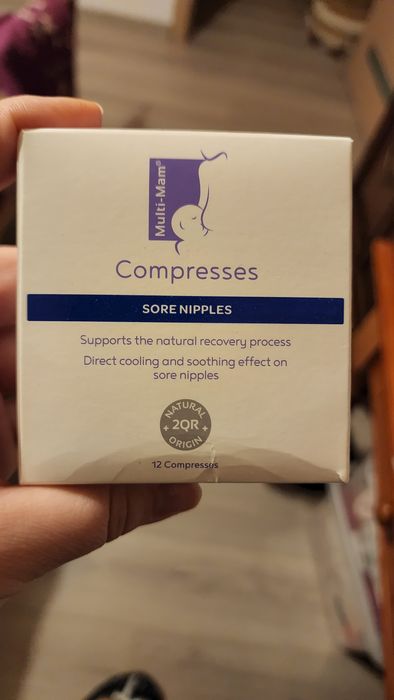 Multi-Mam®
Compresses
SORE NIPPLES
Supports the natural recovery process
Direct cooling and soothing effect on
sore nipples
NATURAL
+ 2QR +
ORIGIN
12 Compresses